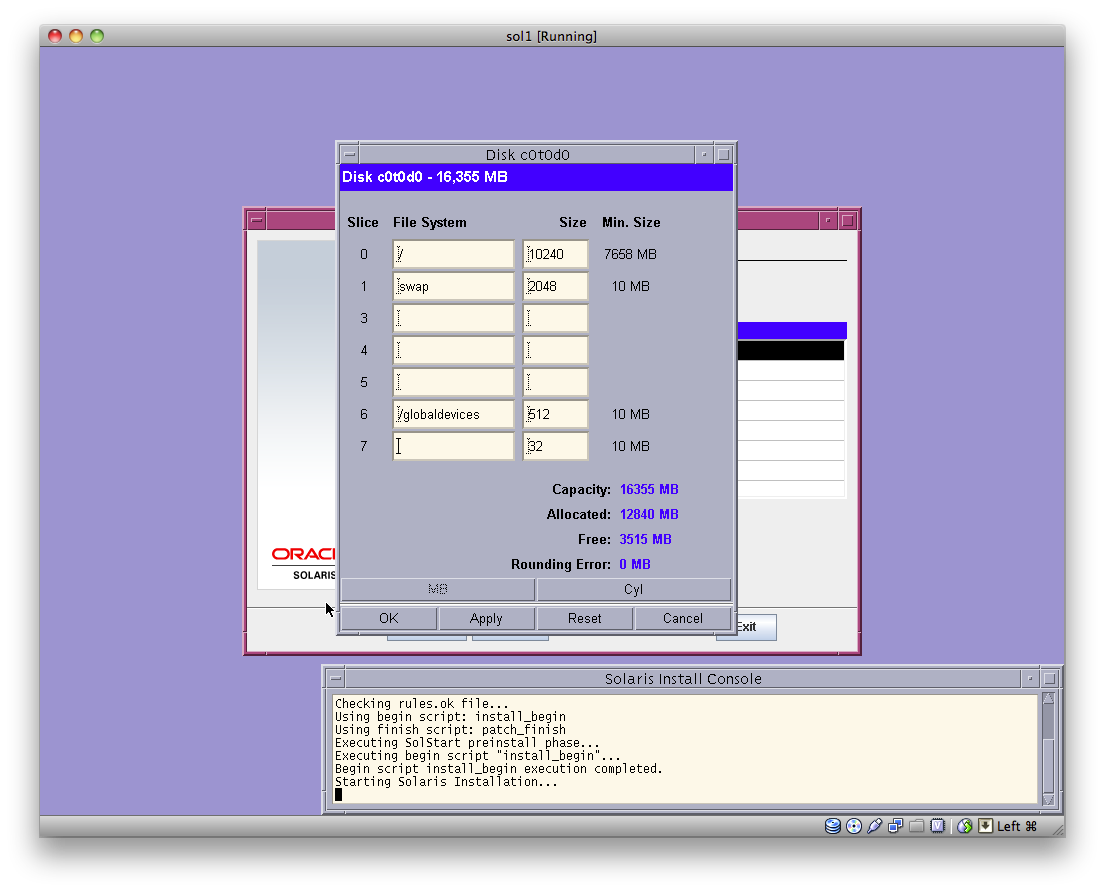 sol1 [Running]
Disk c0t0d0
Disk c0t0d0 - 16,355 MB
Slice File System Size Min. Size
0 / 10240 7658 MB
1 swap 2048 10 MB
3
4
5
6 /globaldevices 512 10 MB
7 32 10 MB
Capacity: 16355 MB
Allocated: 12840 MB
Free: 3515 MB
Rounding Error: 0 MB
MB Cyl
OK Apply Reset Cancel
ORAC
SOLARIS
xit
Solaris Install Console
Checking rules.ok file...
Using begin script: install_begin
Using finish script: patch_finish
Executing SolStart preinstall phase...
Executing begin script "install_begin"...
Begin script install_begin execution completed.
Starting Solaris Installation...
Left ⌘